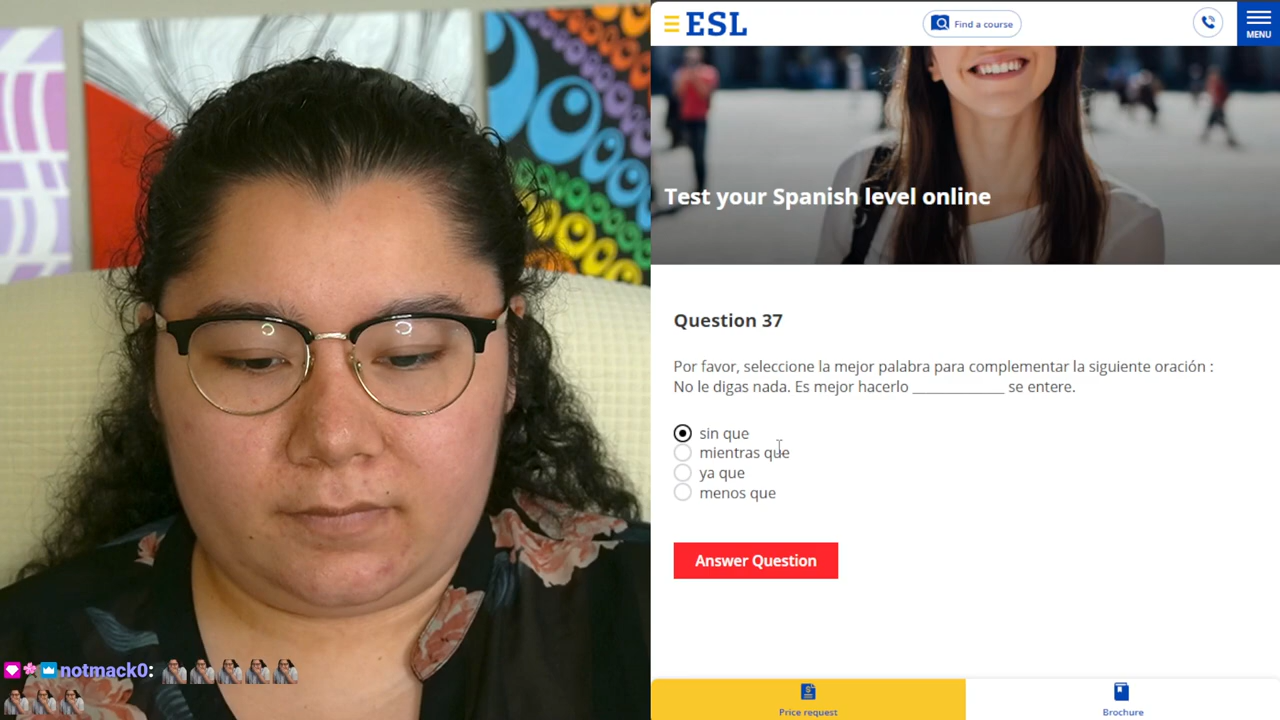 ESL
Find a course
MENU
Test your Spanish level online
Question 37
Por favor, seleccione la mejor palabra para complementar la siguiente oración :
No le digas nada. Es mejor hacerlo ______________ se entere.
sin que
mientras que
ya que
menos que
Answer Question
Price request
Brochure
notmack0: